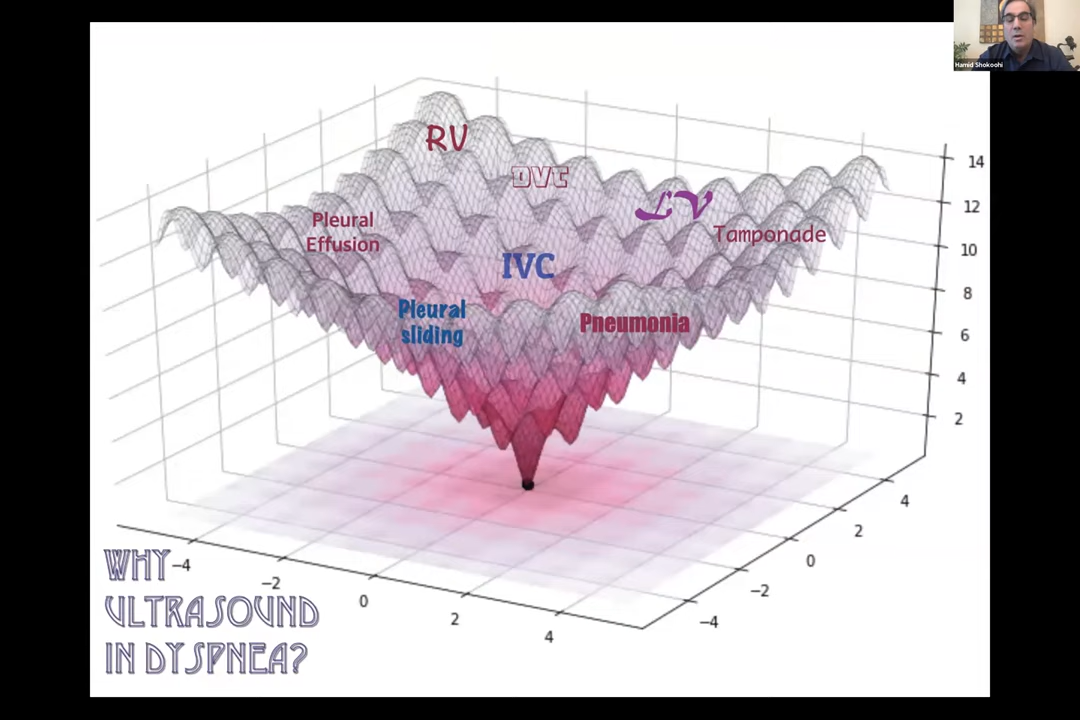 Hamid Shokoohi
RV
DVT
LV
Pleural
Effusion
Tamponade
IVC
Pleural
sliding
Pneumonia
14
12
10
8
6
4
2
4
2
0
−2
−4
−4
−2
0
2
4
WHY
ULTRASOUND
IN DYSPNEA?